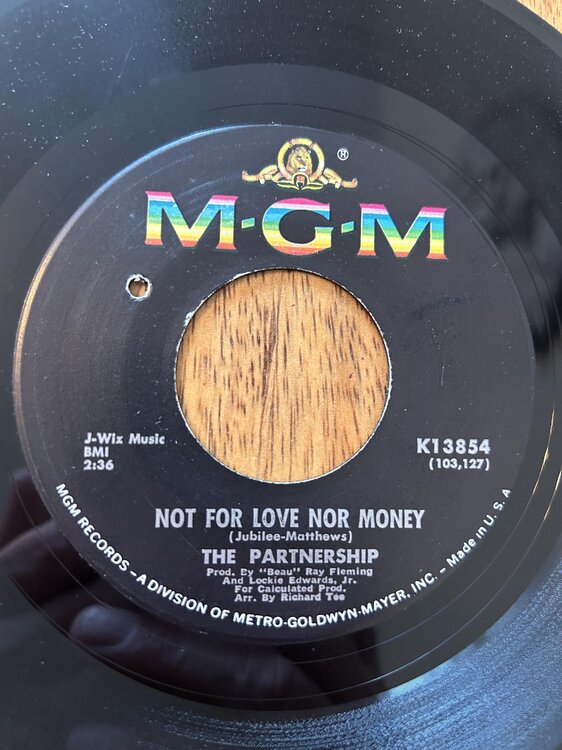 ®
M·G·M
J-Wiz Music
BMI
2:36
K13854
(103,127)
NOT FOR LOVE NOR MONEY
(Jubilee-Matthews)
THE PARTNERSHIP
Prod. By "Beau" Ray Fleming
And Lockie Edwards, Jr.
For Calculated Prod.
Arr. By Richard Tee
MGM RECORDS—A DIVISION OF METRO-GOLDWYN-MAYER, INC. – Made in U. S. A